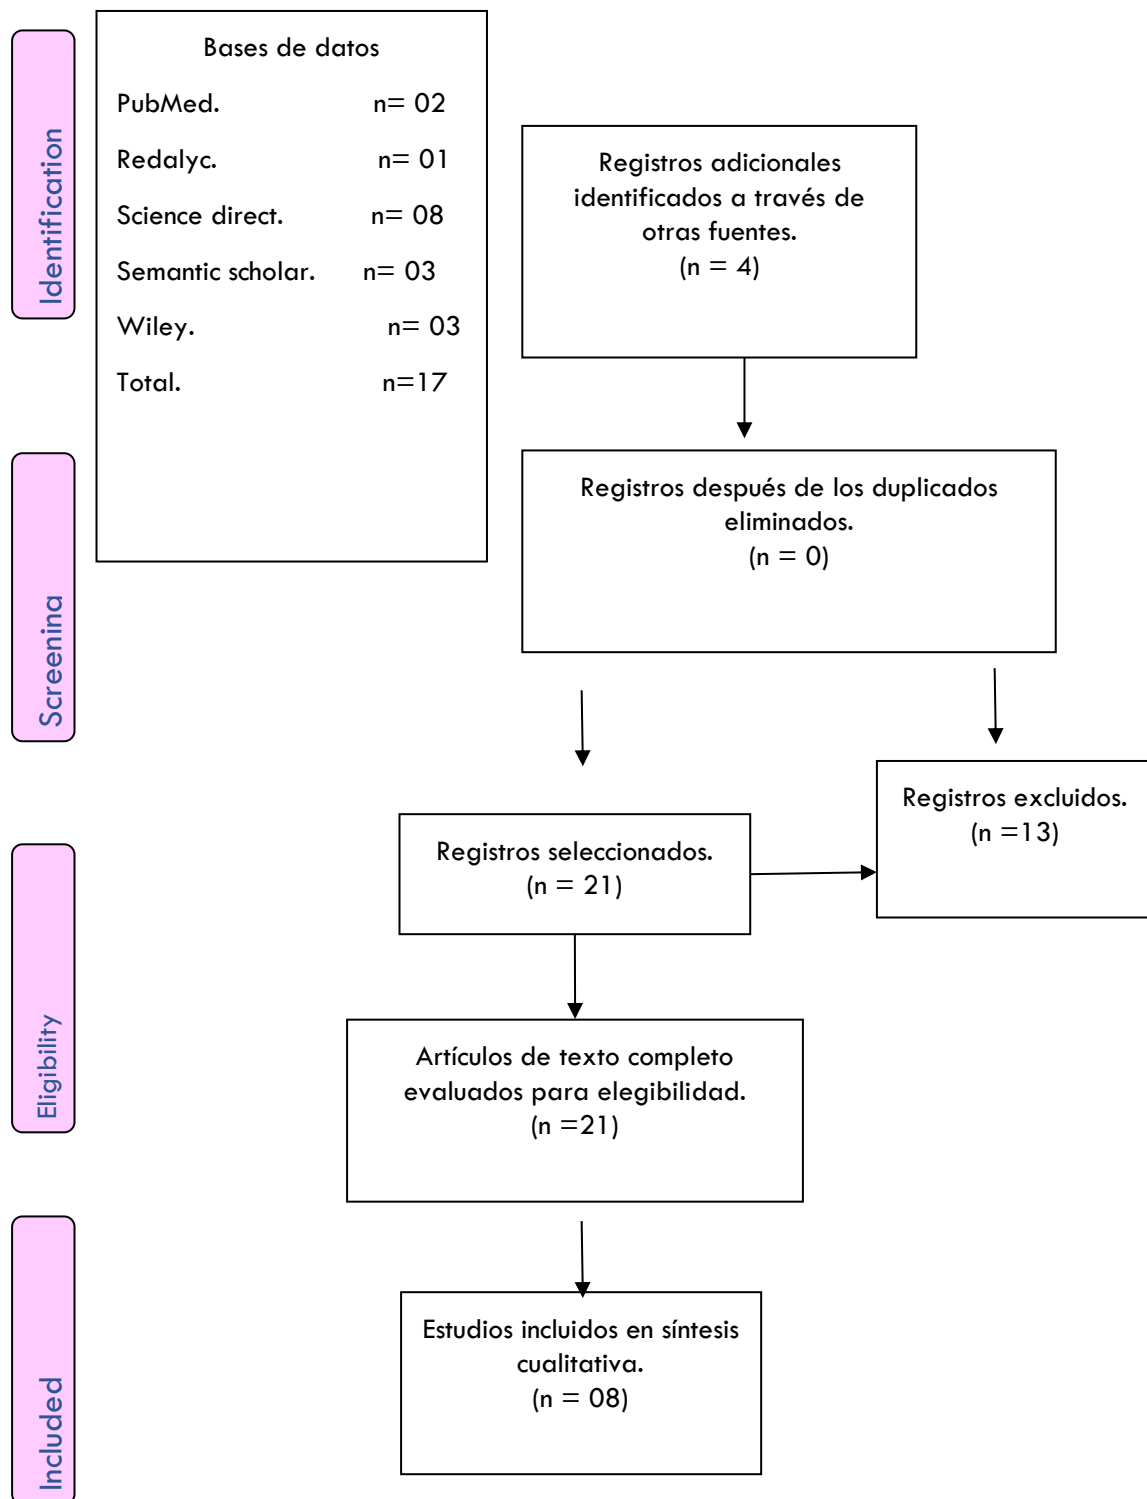 Identification
Bases de datos
PubMed. n= 02
Redalyc. n= 01
Science direct. n= 08
Semantic scholar. n= 03
Wiley. n= 03
Total. n=17
Registros adicionales
identificados a través de
otras fuentes.
(n = 4)
Screenina
Registros después de los duplicados
eliminados.
(n = 0)
Registros excluidos.
(n =13)
Registros seleccionados.
(n = 21)
Eligibility
Artículos de texto completo
evaluados para elegibilidad.
(n =21)
Included
Estudios incluidos en síntesis
cualitativa.
(n = 08)